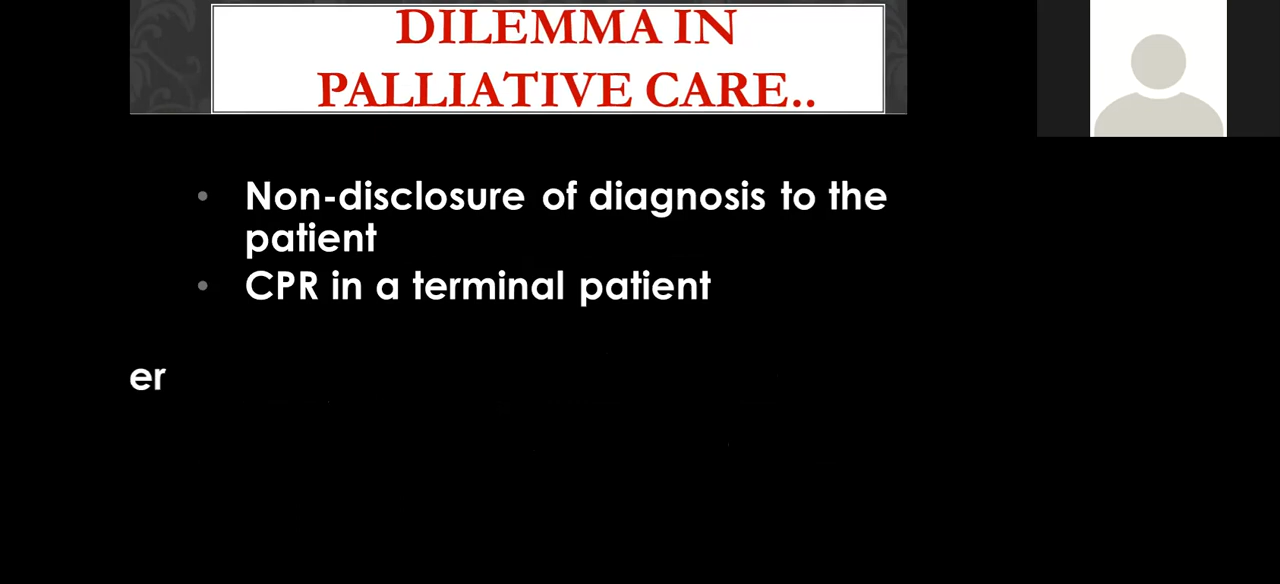 DILEMMA IN
PALLIATIVE CARE..
• Non-disclosure of diagnosis to the
patient
• CPR in a terminal patient
er